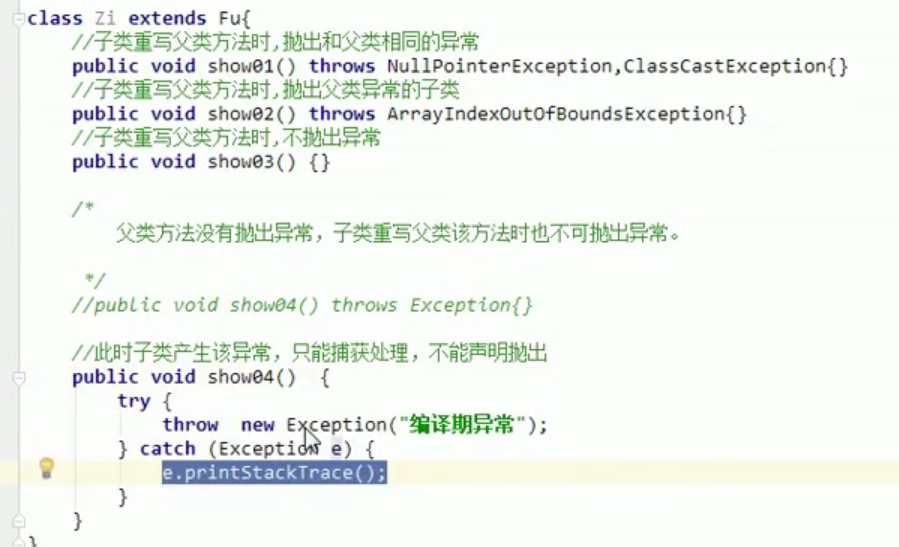 class Zi extends Fu{
//子类重写父类方法时,抛出和父类相同的异常
public void show01() throws NullPointerException,ClassCastException{}
//子类重写父类方法时,抛出父类异常的子类
public void show02() throws ArrayIndexOutOfBoundsException{}
//子类重写父类方法时,不抛出异常
public void show03() {}
/*
父类方法没有抛出异常，子类重写父类该方法时也不可抛出异常。
*/
//public void show04() throws Exception{}
//此时子类产生该异常，只能捕获处理，不能声明抛出
public void show04() {
try {
throw new Exception("编译期异常");
} catch (Exception e) {
e.printStackTrace();
}
}
}